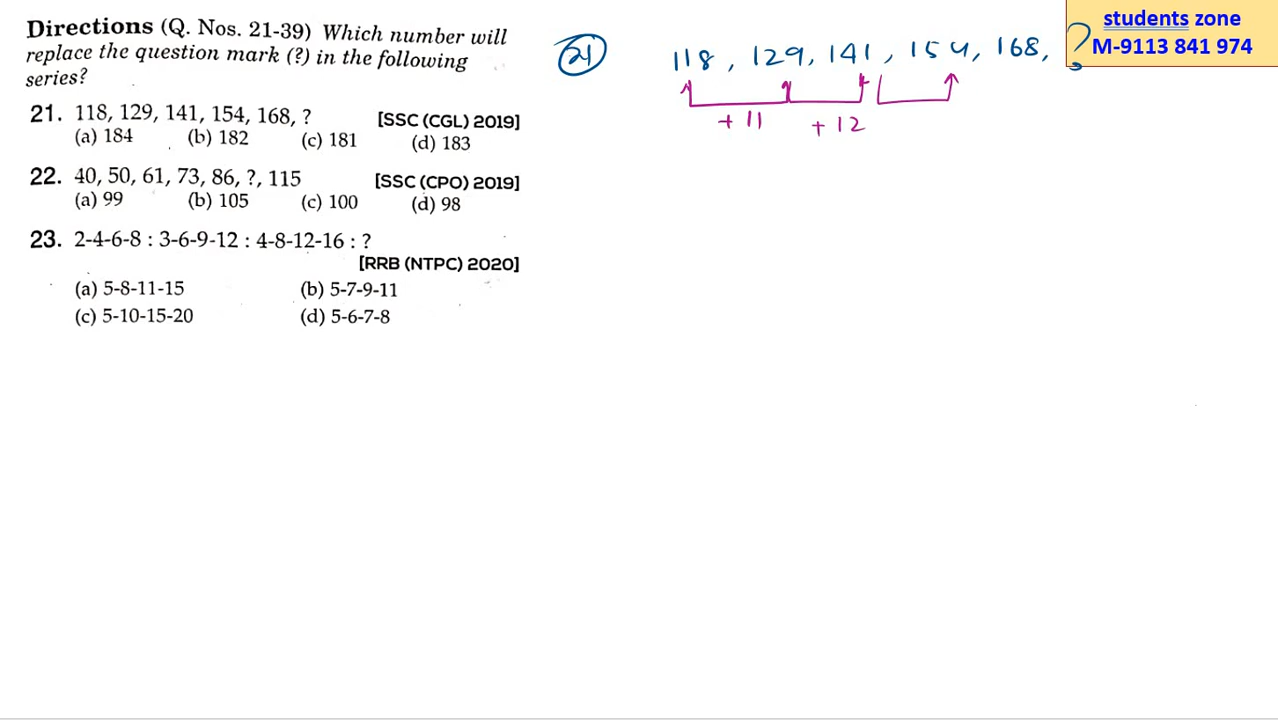 Directions (Q. Nos. 21-39) Which number will
replace the question mark (?) in the following
series?
21. 118, 129, 141, 154, 168, ? [SSC (CGL) 2019]
(a) 184 (b) 182 (c) 181 (d) 183
22. 40, 50, 61, 73, 86, ?, 115 [SSC (CPO) 2019]
(a) 99 (b) 105 (c) 100 (d) 98
23. 2-4-6-8 : 3-6-9-12 : 4-8-12-16 : ?
[RRB (NTPC) 2020]
(a) 5-8-11-15 (b) 5-7-9-11
(c) 5-10-15-20 (d) 5-6-7-8
21 118, 129, 141, 154, 168, ?
+ 11 + 12
students zone
M-9113 841 974